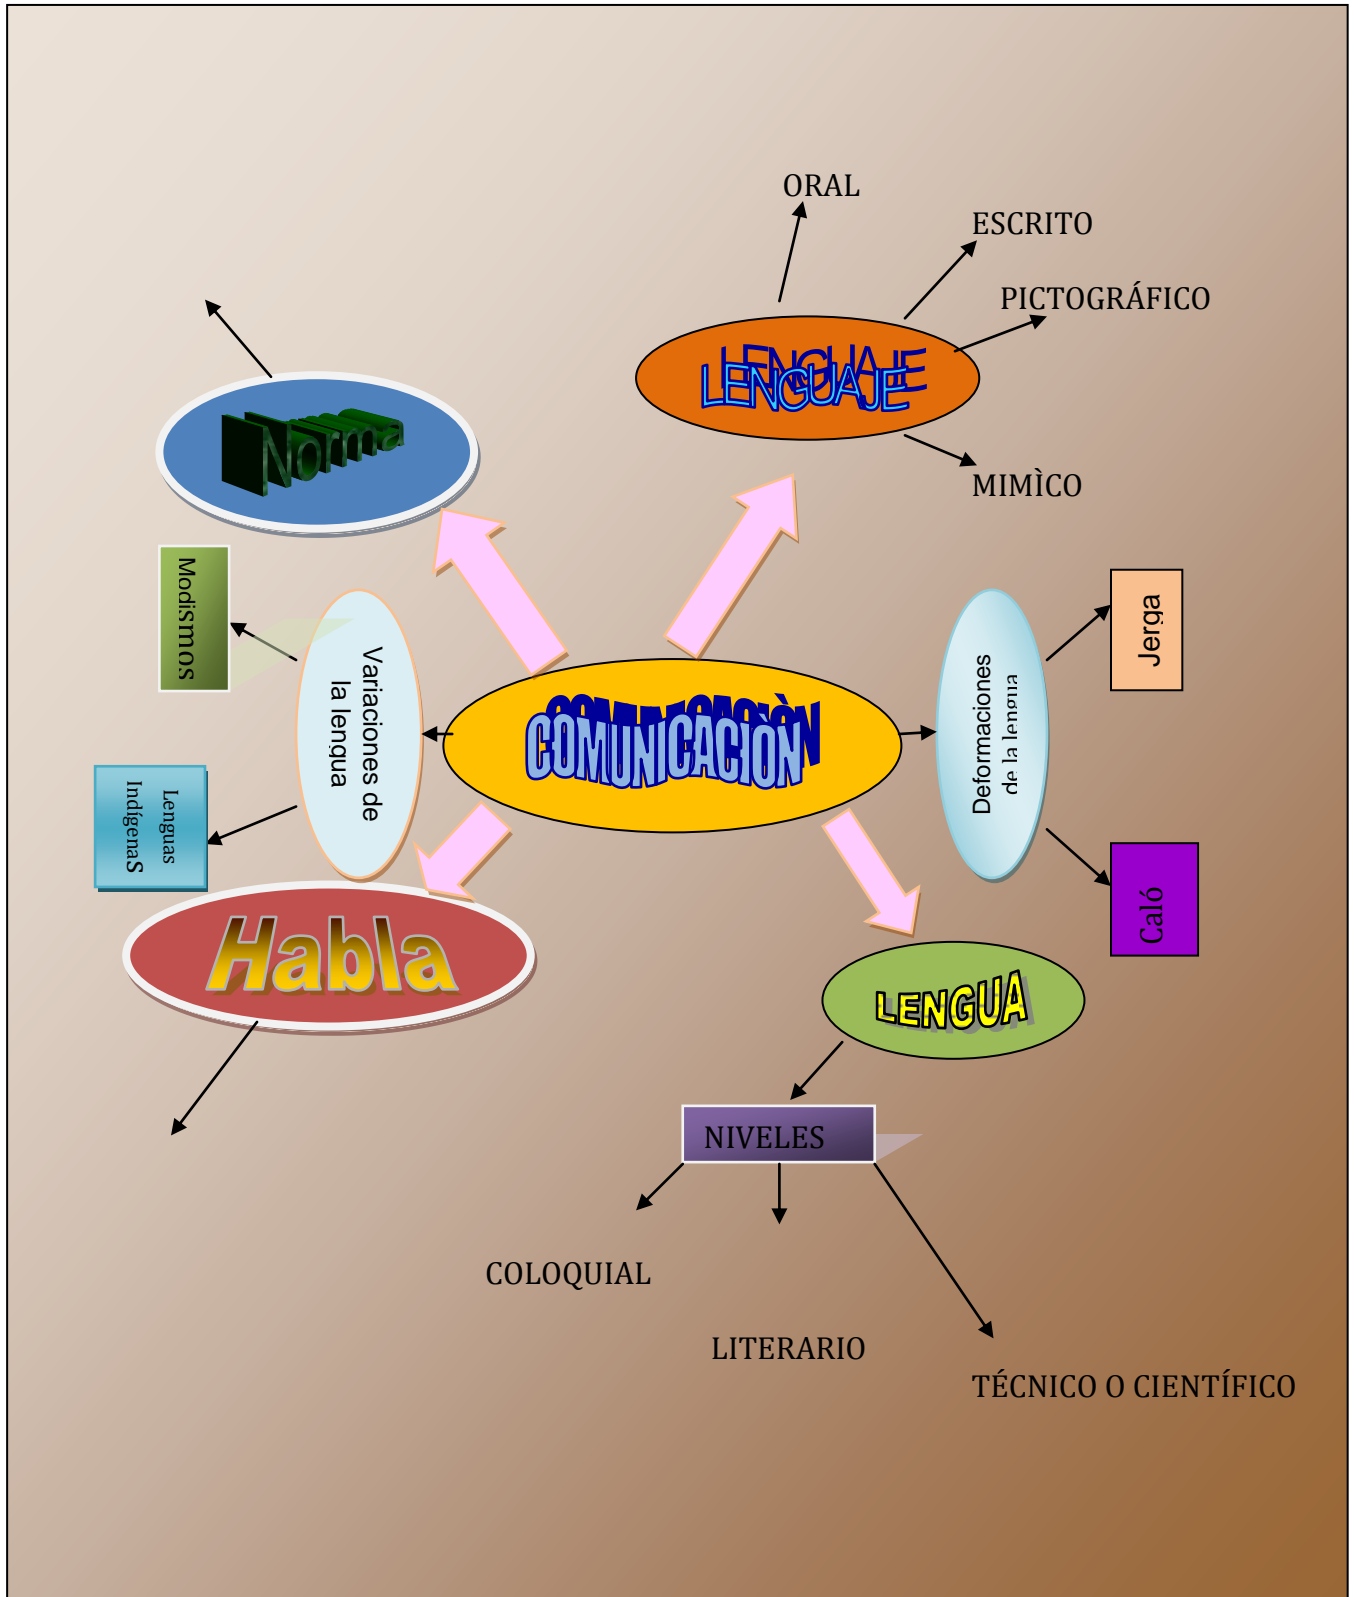 ORAL
ESCRITO
PICTOGRÁFICO
LENGUAJE
MIMÌCO
Norma
Modismos
Variaciones de
la lengua
Lenguas
IndígenaS
COMUNICACIÒN
Deformaciones
de la lengua
Jerga
Caló
Habla
LENGUA
NIVELES
COLOQUIAL
LITERARIO
TÉCNICO O CIENTÍFICO